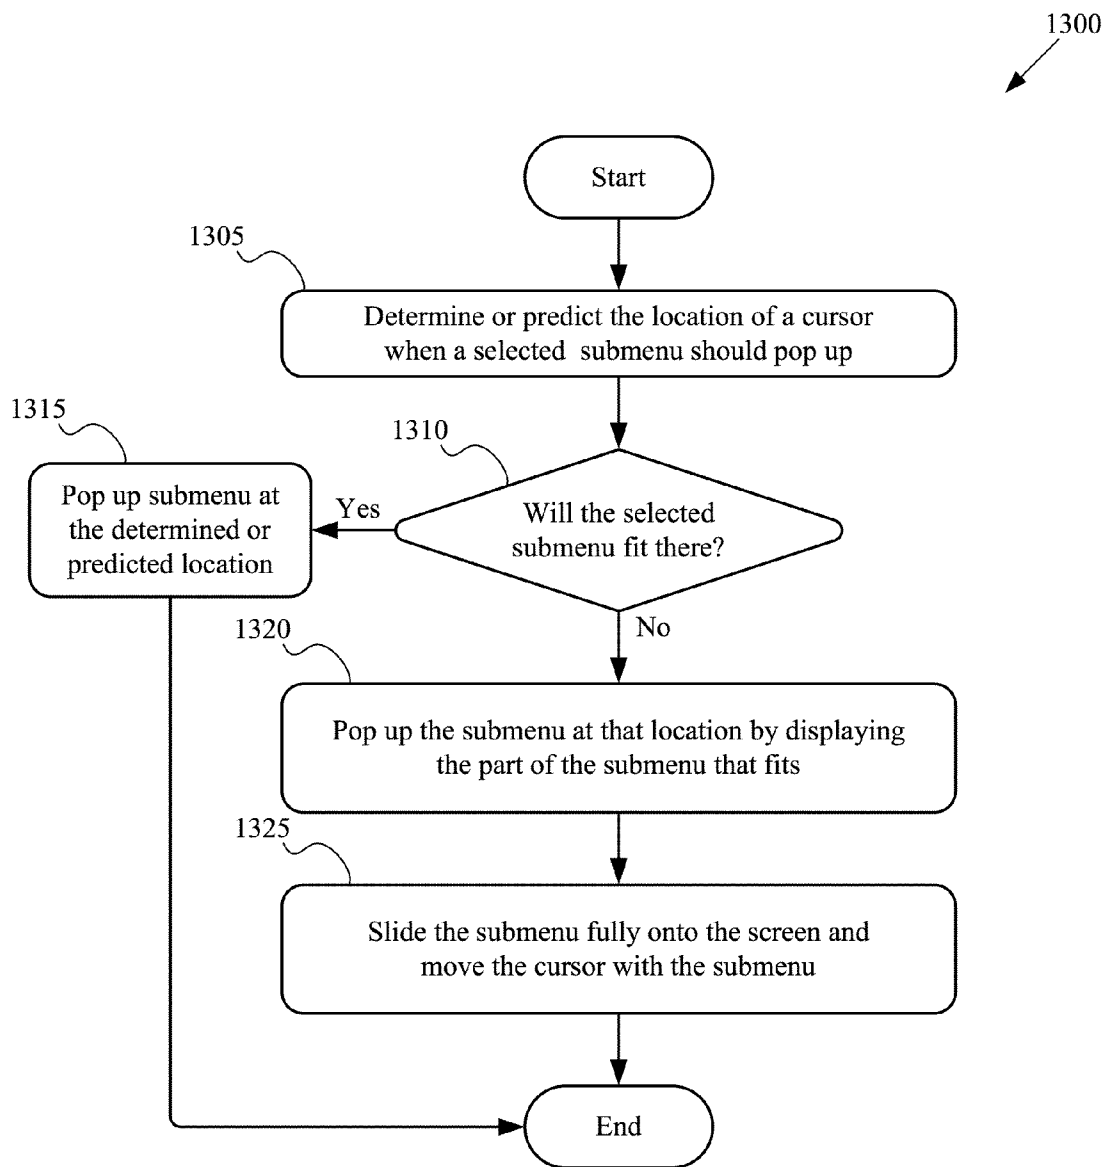 1300
Start
1305
Determine or predict the location of a cursor
when a selected submenu should pop up
1315
1310
Pop up submenu at
the determined or
predicted location
Yes
Will the selected
submenu fit there?
No
1320
Pop up the submenu at that location by displaying
the part of the submenu that fits
1325
Slide the submenu fully onto the screen and
move the cursor with the submenu
End